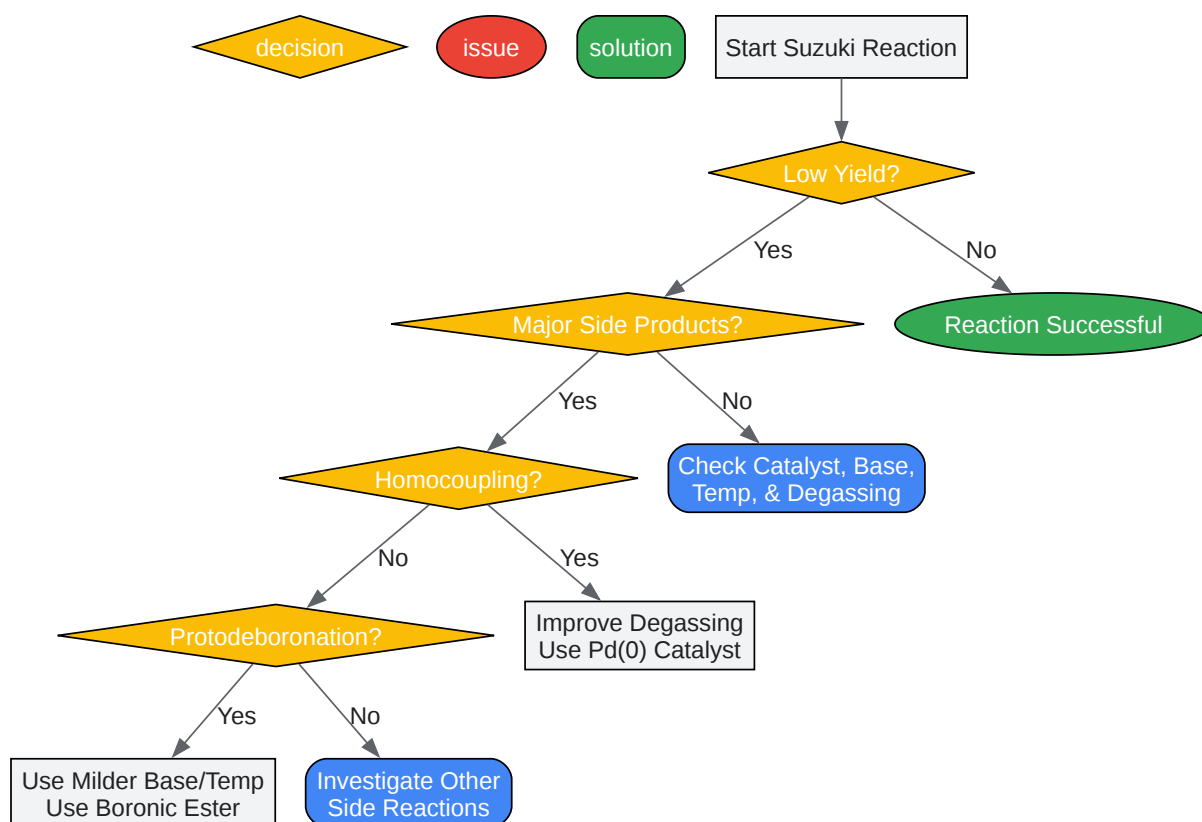 decision
issue
solution
Start Suzuki Reaction
Low Yield?
Yes
No
Major Side Products?
Reaction Successful
Yes
No
Homocoupling?
Check Catalyst, Base,
Temp, & Degassing
No
Yes
Protodeboronation?
Improve Degassing
Use Pd(0) Catalyst
Yes
No
Use Milder Base/Temp
Use Boronic Ester
Investigate Other
Side Reactions